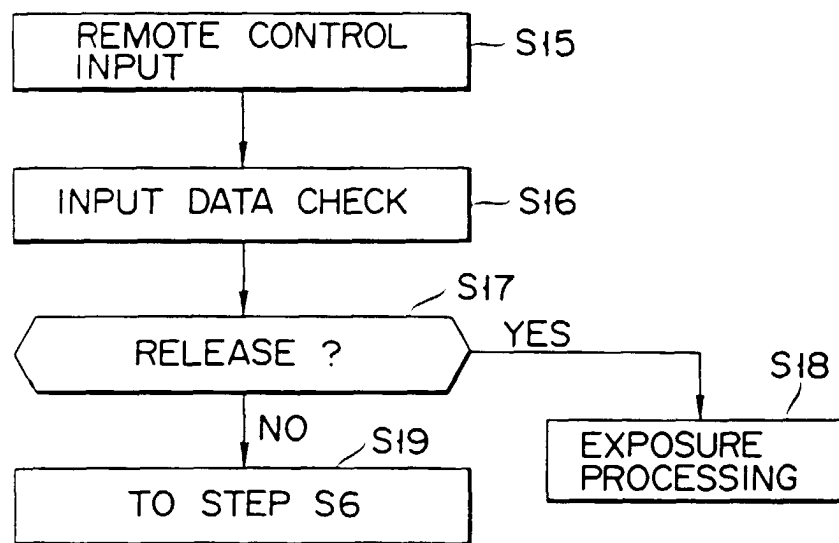 REMOTE CONTROL
INPUT
S15
INPUT DATA CHECK
S16
S17
RELEASE ?
YES
S18
NO
EXPOSURE
PROCESSING
S19
TO STEP S6